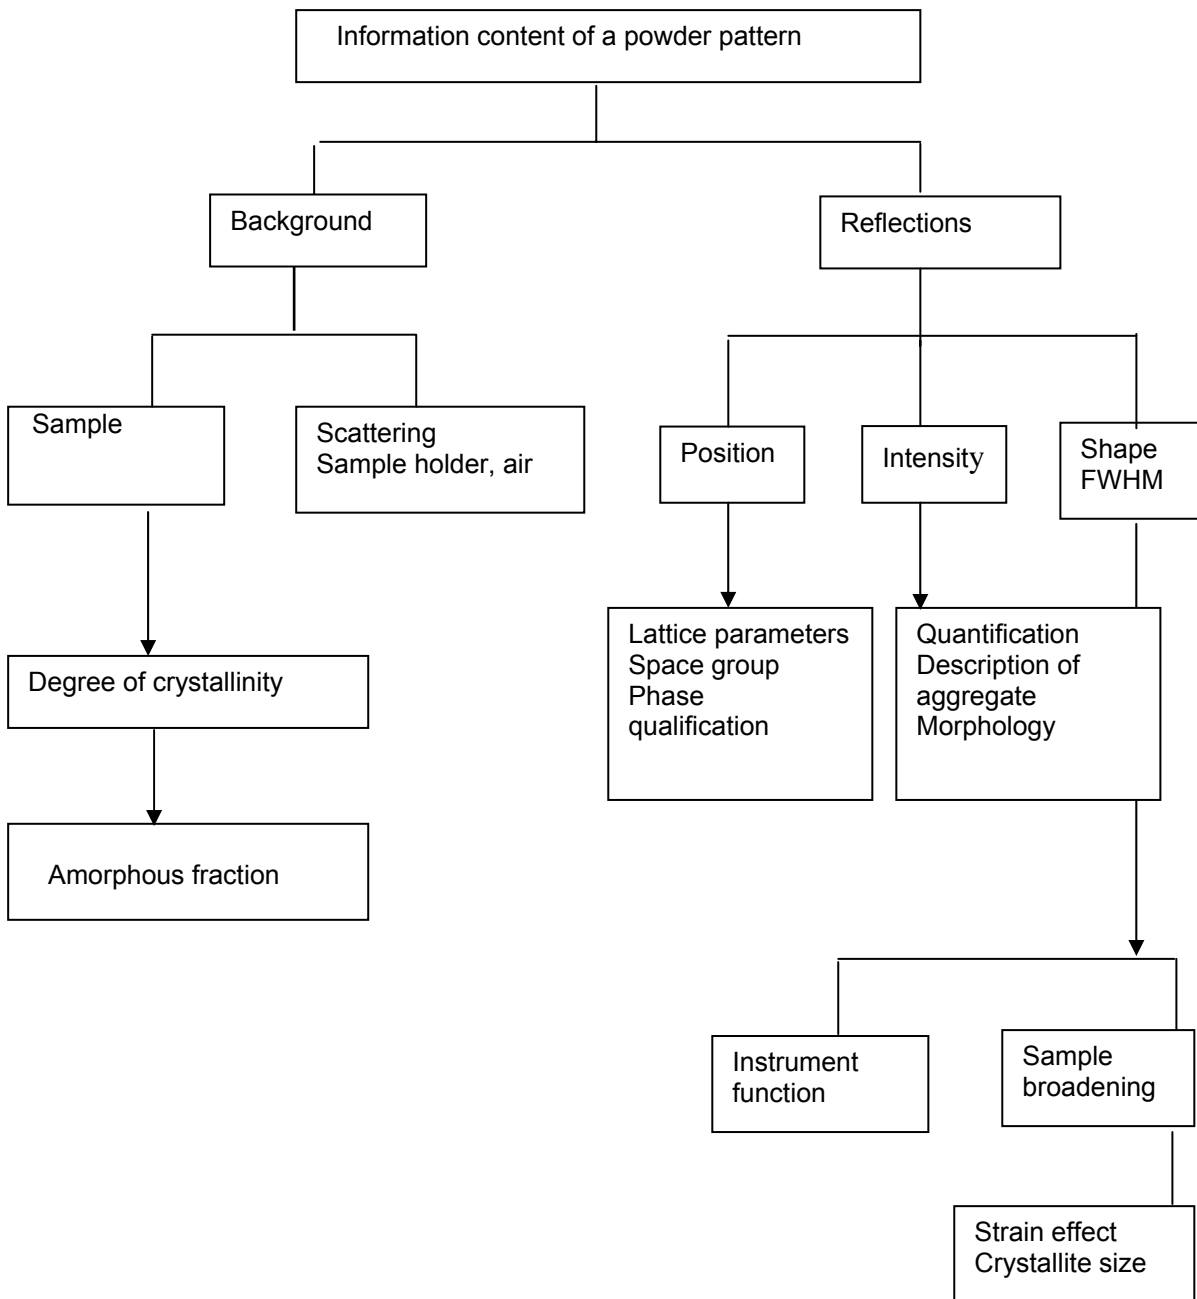 Information content of a powder pattern
Background
Reflections
Sample
Scattering
Sample holder, air
Position
Intensity
Shape
FWHM
Lattice parameters
Space group
Phase
qualification
Quantification
Description of
aggregate
Morphology
Degree of crystallinity
Amorphous fraction
Instrument
function
Sample
broadening
Strain effect
Crystallite size